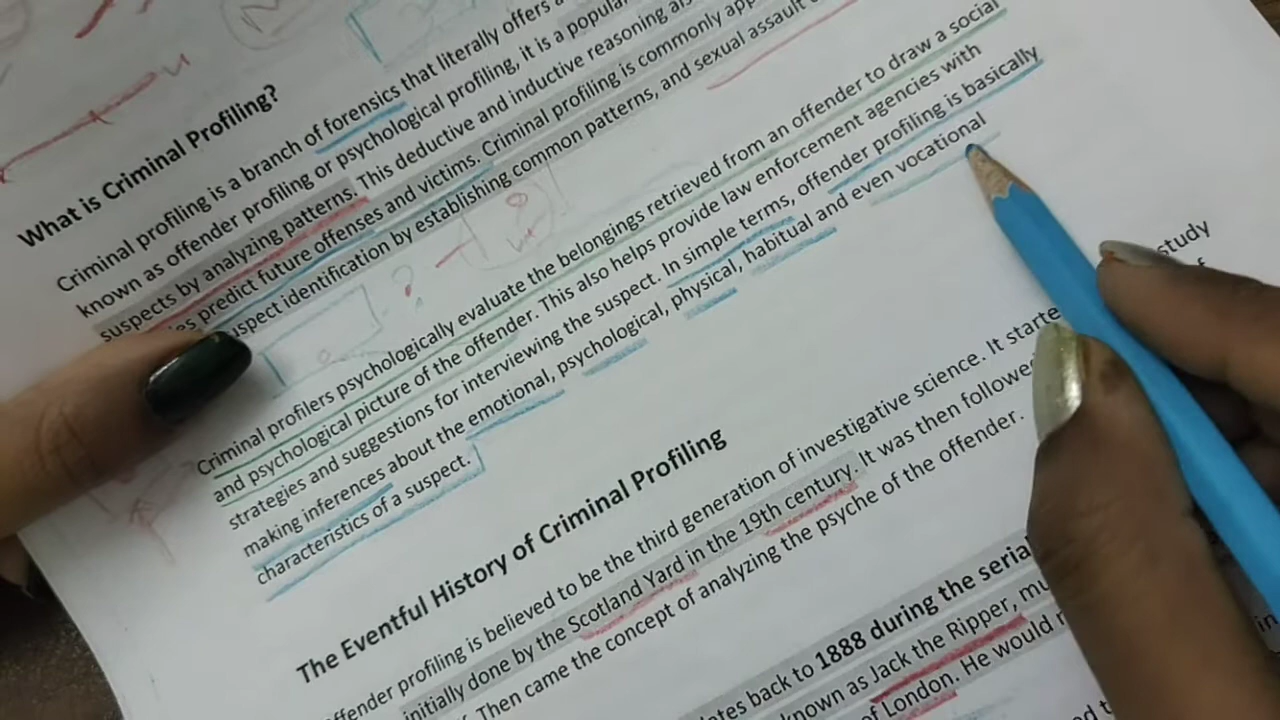 What is Criminal Profiling?
Criminal profiling is a branch of forensics that literally offers a
known as offender profiling or psychological profiling, it is a popular
suspects by analyzing patterns. This deductive and inductive reasoning
predict future offenses and victims. Criminal profiling is commonly
suspect identification by establishing common patterns, and sexual assault
Criminal profilers psychologically evaluate the belongings retrieved from an offender to draw a social
and psychological picture of the offender. This also helps provide law enforcement agencies with
strategies and suggestions for interviewing the suspect. In simple terms, offender profiling is basically
making inferences about the emotional, psychological, physical, habitual and even vocational
characteristics of a suspect.
study
The Eventful History of Criminal Profiling
profiling is believed to be the third generation of investigative science. It
initially done by the Scotland Yard in the 19th century. It was then followed
Then came the concept of analyzing the psyche of the offender.
back to 1888 during the serial
known as Jack the Ripper,
of London. He would